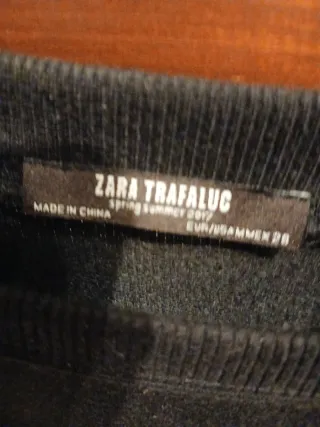 ZARA TRAFALUC
spring summer 2017
MADE IN CHINA